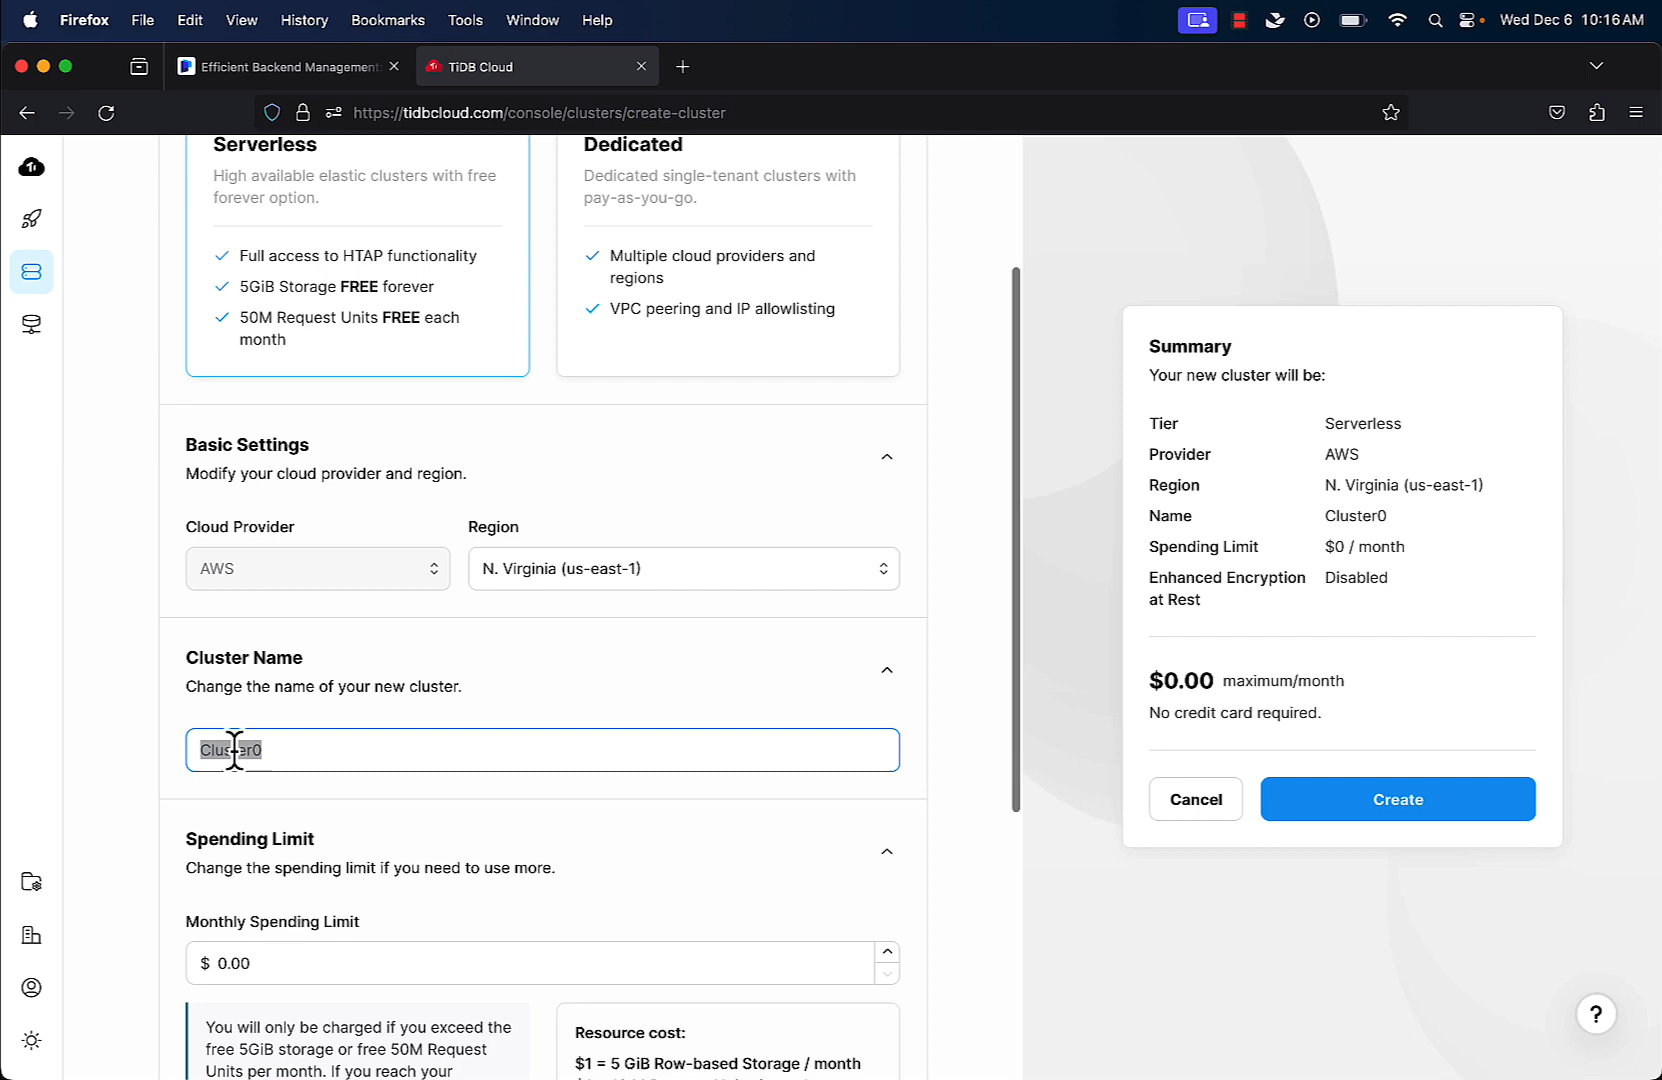 Firefox File Edit View History Bookmarks Tools Window Help Wed Dec 6 10:16 AM
Efficient Backend Management TiDB Cloud
https://tidbcloud.com/console/clusters/create-cluster
Serverless
High available elastic clusters with free
forever option.
Full access to HTAP functionality
5GiB Storage FREE forever
50M Request Units FREE each
month
Dedicated
Dedicated single-tenant clusters with
pay-as-you-go.
Multiple cloud providers and
regions
VPC peering and IP allowlisting
Basic Settings
Modify your cloud provider and region.
Cloud Provider Region
AWS N. Virginia (us-east-1)
Cluster Name
Change the name of your new cluster.
Cluster0
Spending Limit
Change the spending limit if you need to use more.
Monthly Spending Limit
$ 0.00
You will only be charged if you exceed the
free 5GiB storage or free 50M Request
Units per month. If you reach your
Resource cost:
$1 = 5 GiB Row-based Storage / month
Summary
Your new cluster will be:
Tier Serverless
Provider AWS
Region N. Virginia (us-east-1)
Name Cluster0
Spending Limit $0 / month
Enhanced Encryption Disabled
at Rest
$0.00 maximum/month
No credit card required.
Cancel Create
?